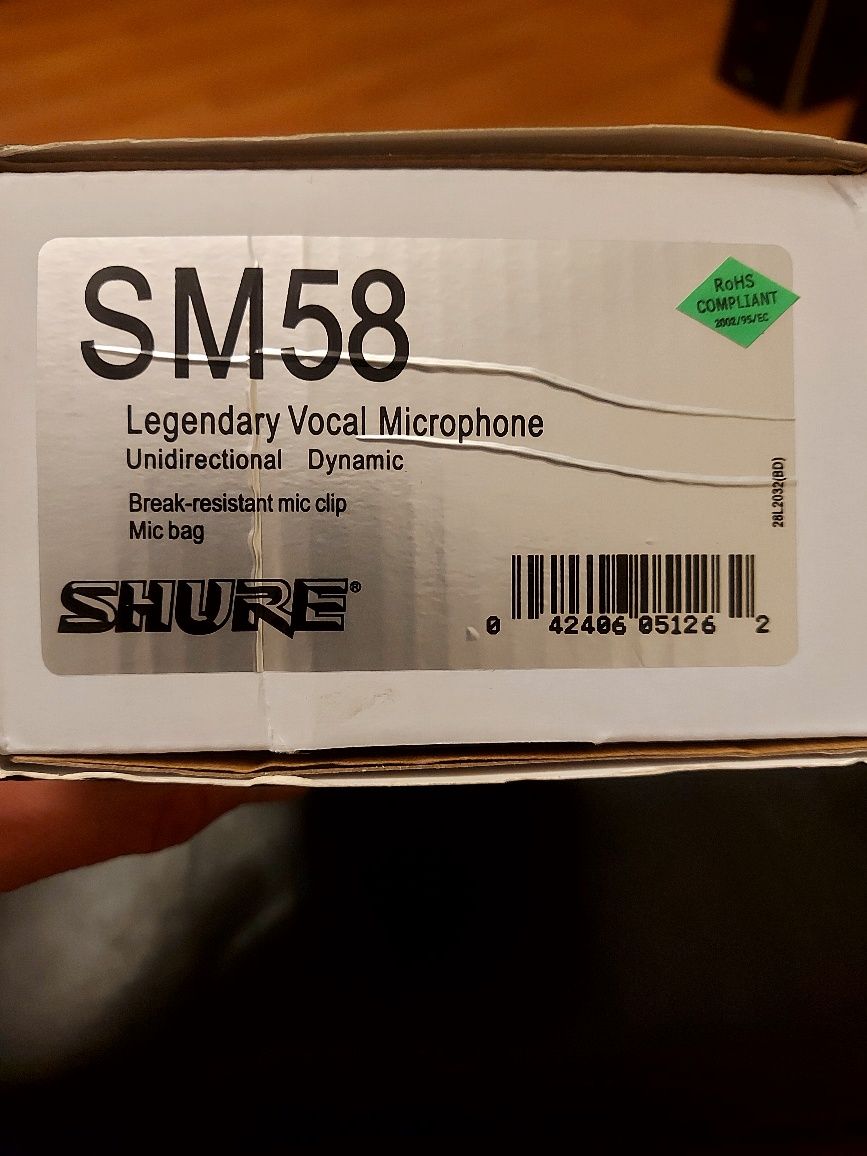 SM58
RoHS
COMPLIANT
2002/95/EC
Legendary Vocal Microphone
Unidirectional Dynamic
Break-resistant mic clip
Mic bag
28L2032(BD)
SHURE®
0 42406 05126 2